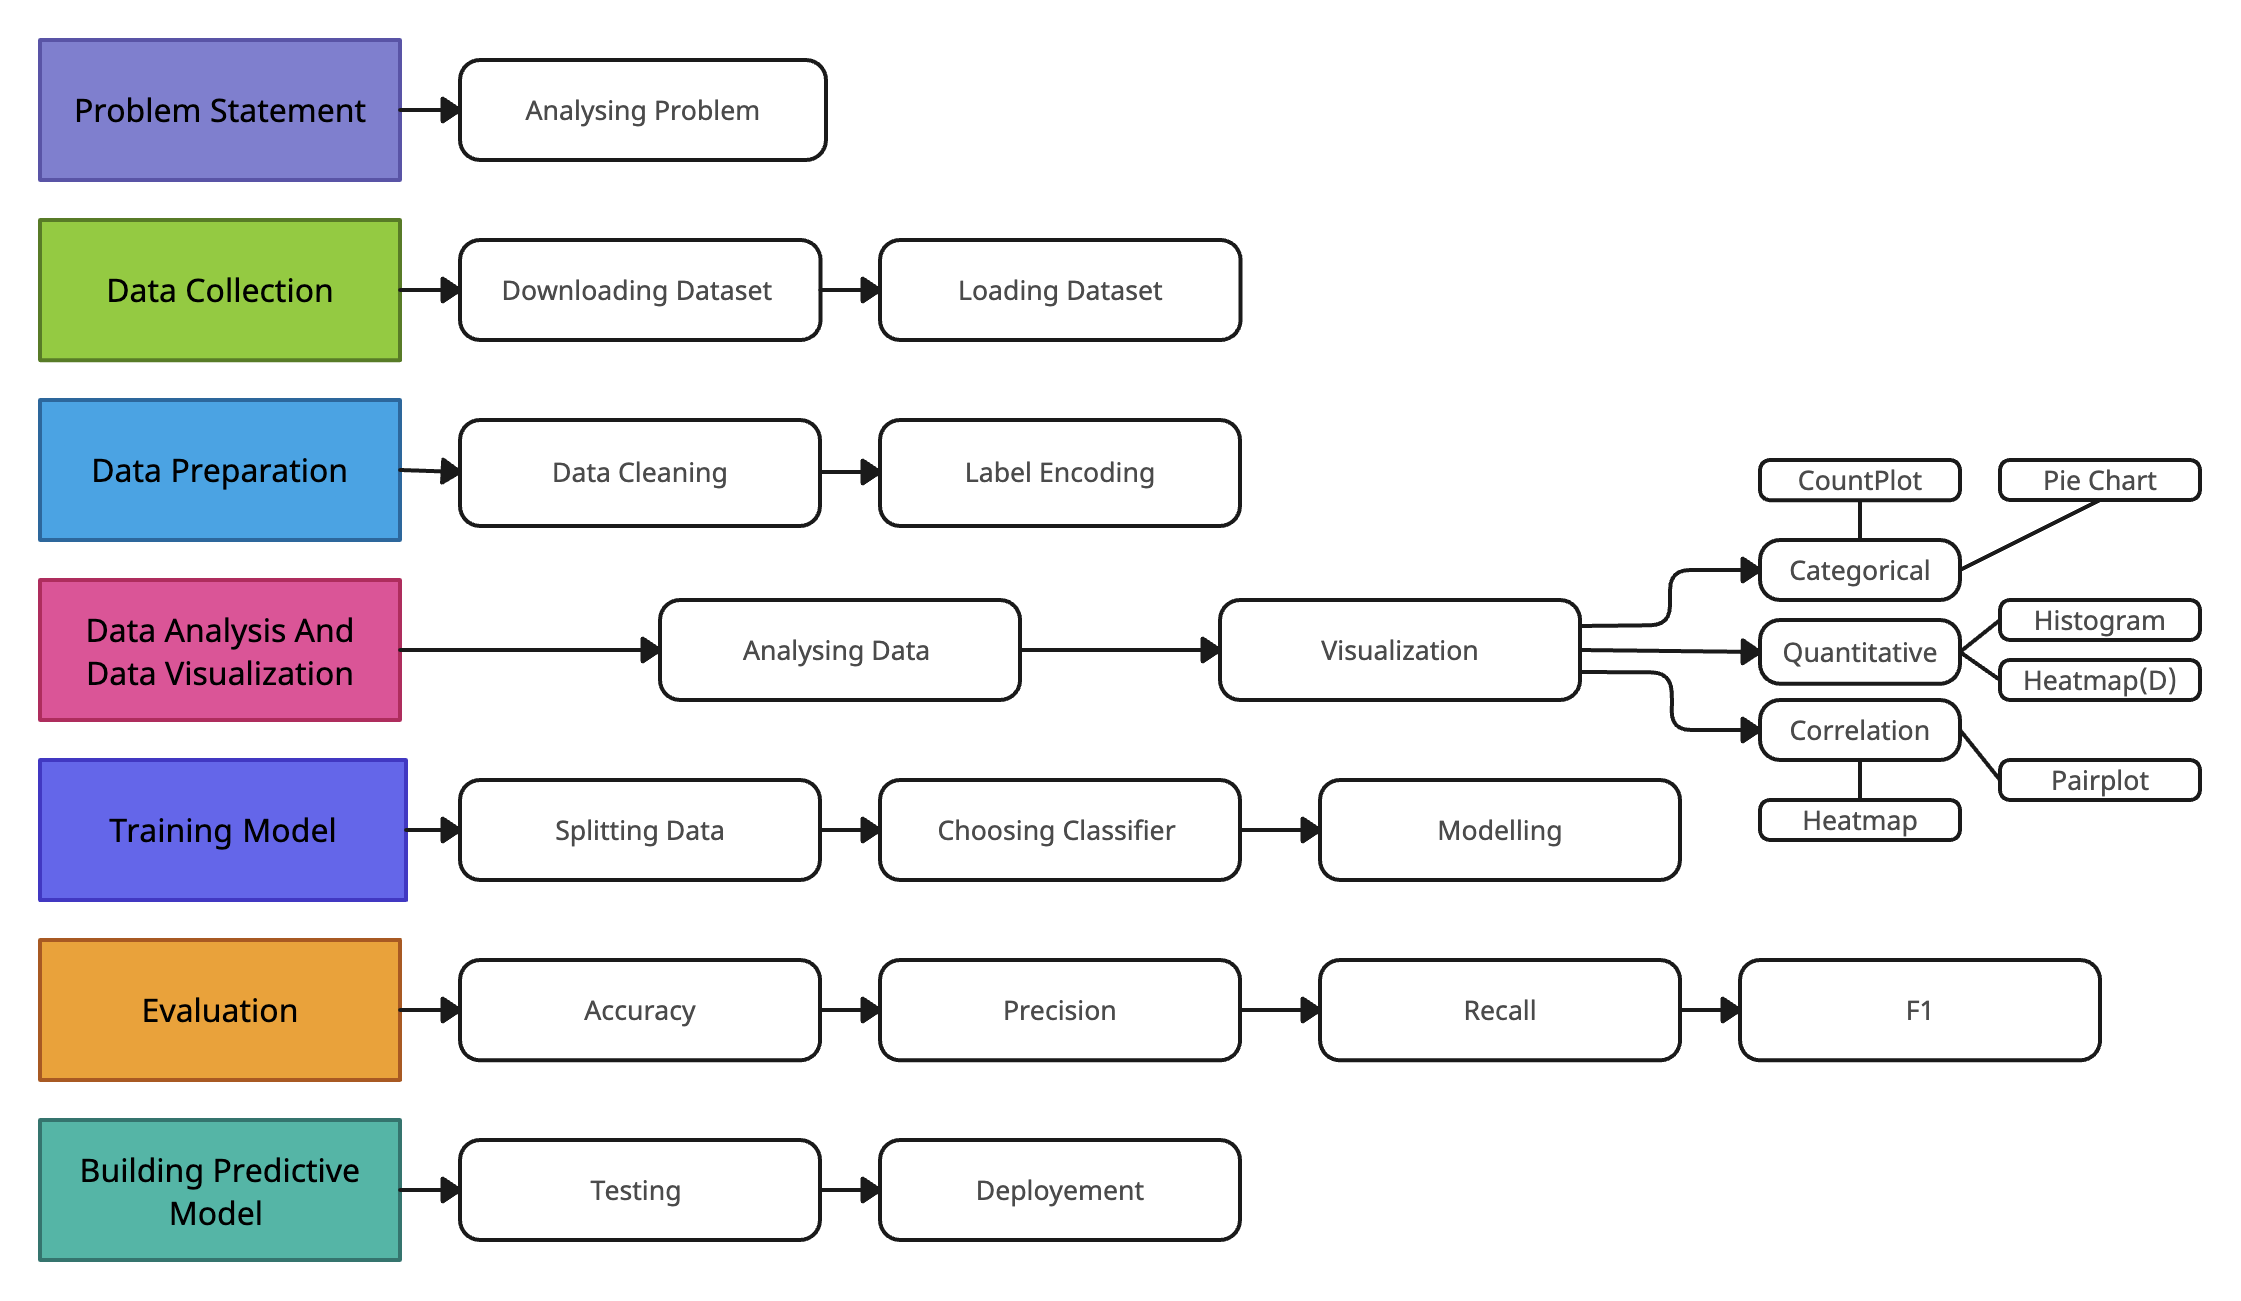 Problem Statement
Analysing Problem
Data Collection
Downloading Dataset
Loading Dataset
Data Preparation
Data Cleaning
Label Encoding
CountPlot
Pie Chart
Categorical
Data Analysis And
Data Visualization
Analysing Data
Visualization
Quantitative
Histogram
Heatmap(D)
Correlation
Pairplot
Heatmap
Training Model
Splitting Data
Choosing Classifier
Modelling
Evaluation
Accuracy
Precision
Recall
F1
Building Predictive
Model
Testing
Deployement